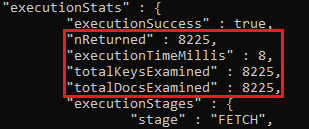 "executionStats" : {
"executionSuccess" : true,
"nReturned" : 8225,
"executionTimeMillis" : 8,
"totalKeysExamined" : 8225,
"totalDocsExamined" : 8225,
"executionStages" : {
"stage" : "FETCH",